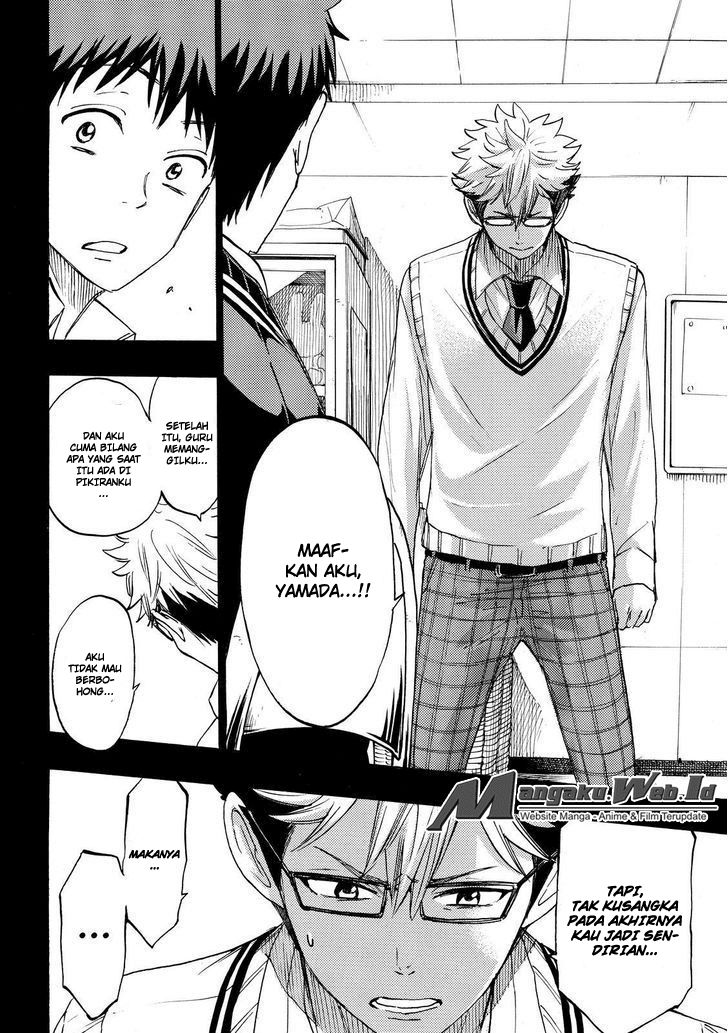 MAAF-
KAN AKU,
YAMADA...!!
SETELAH
ITU, GURU
MEMANG-
GILKU...
DAN AKU
CUMA BILANG
APA YANG SAAT
ITU ADA DI
PIKIRANKU
...
AKU
TIDAK MAU
BERBO-
HONG...
TAPI,
TAK KUSANGKA
PADA AKHIRNYA
KAU JADI SEN-
DIRIAN...
MAKANYA
...
...
Mangaku.Web.Id
Website Manga - Anime & Film Terupdate